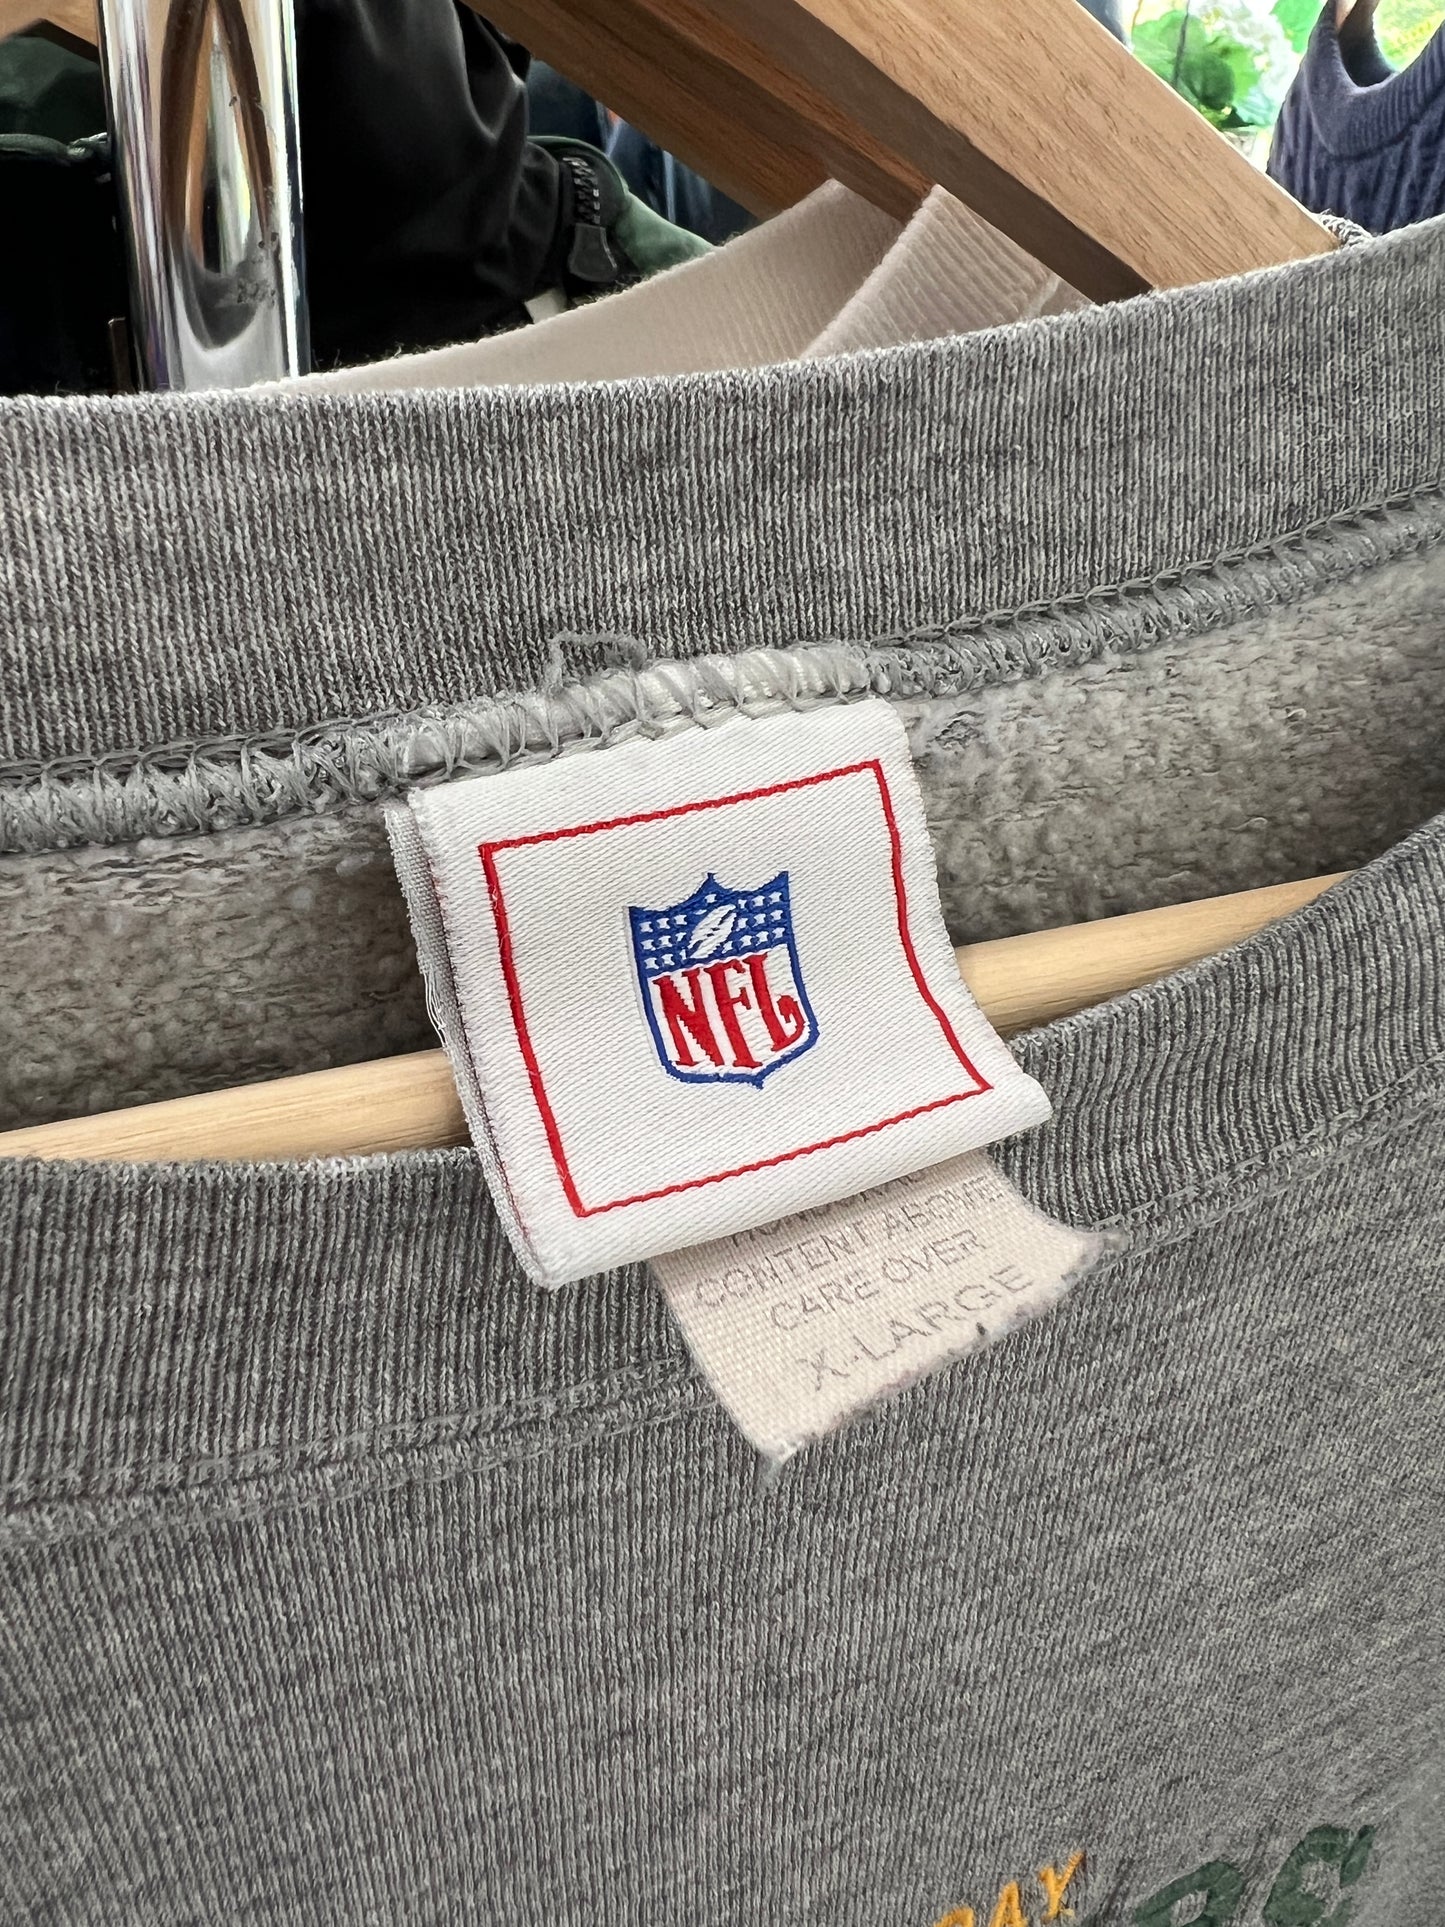 NFL
CONTENT ABOVE
CARE OVER
X-LARGE